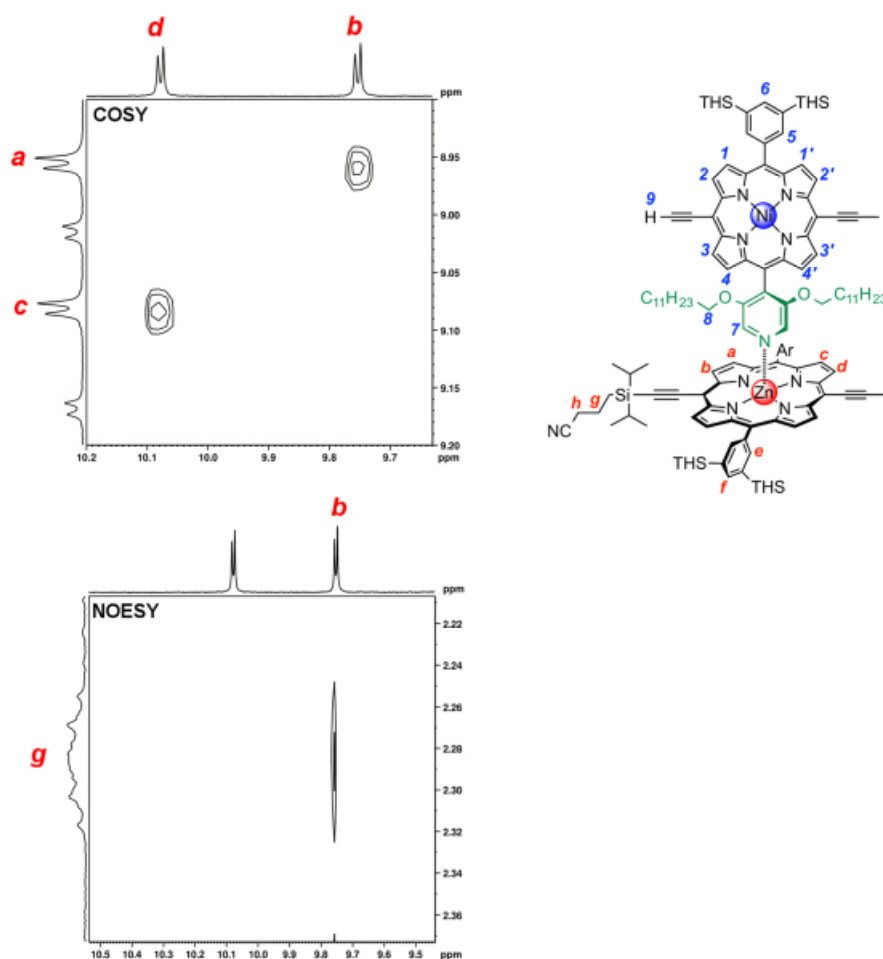 d b
COSY
ppm
a
8.95
9.00
9.05
c
9.10
9.15
9.20
10.2 10.1 10.0 9.9 9.8 9.7 ppm
b
NOESY
ppm
2.22
2.24
2.26
g
2.28
2.30
2.32
2.34
2.36
10.5 10.4 10.3 10.2 10.1 10.0 9.9 9.8 9.7 9.6 9.5 ppm
THS 6 THS
5
1 1'
2 2'
N N
9
H Ni
N N
3 3'
4 4'
C11H23 O O C11H23
8 7
N
a Ar c
b d
N N
h g Si Zn
N N
NC
THS e
f THS